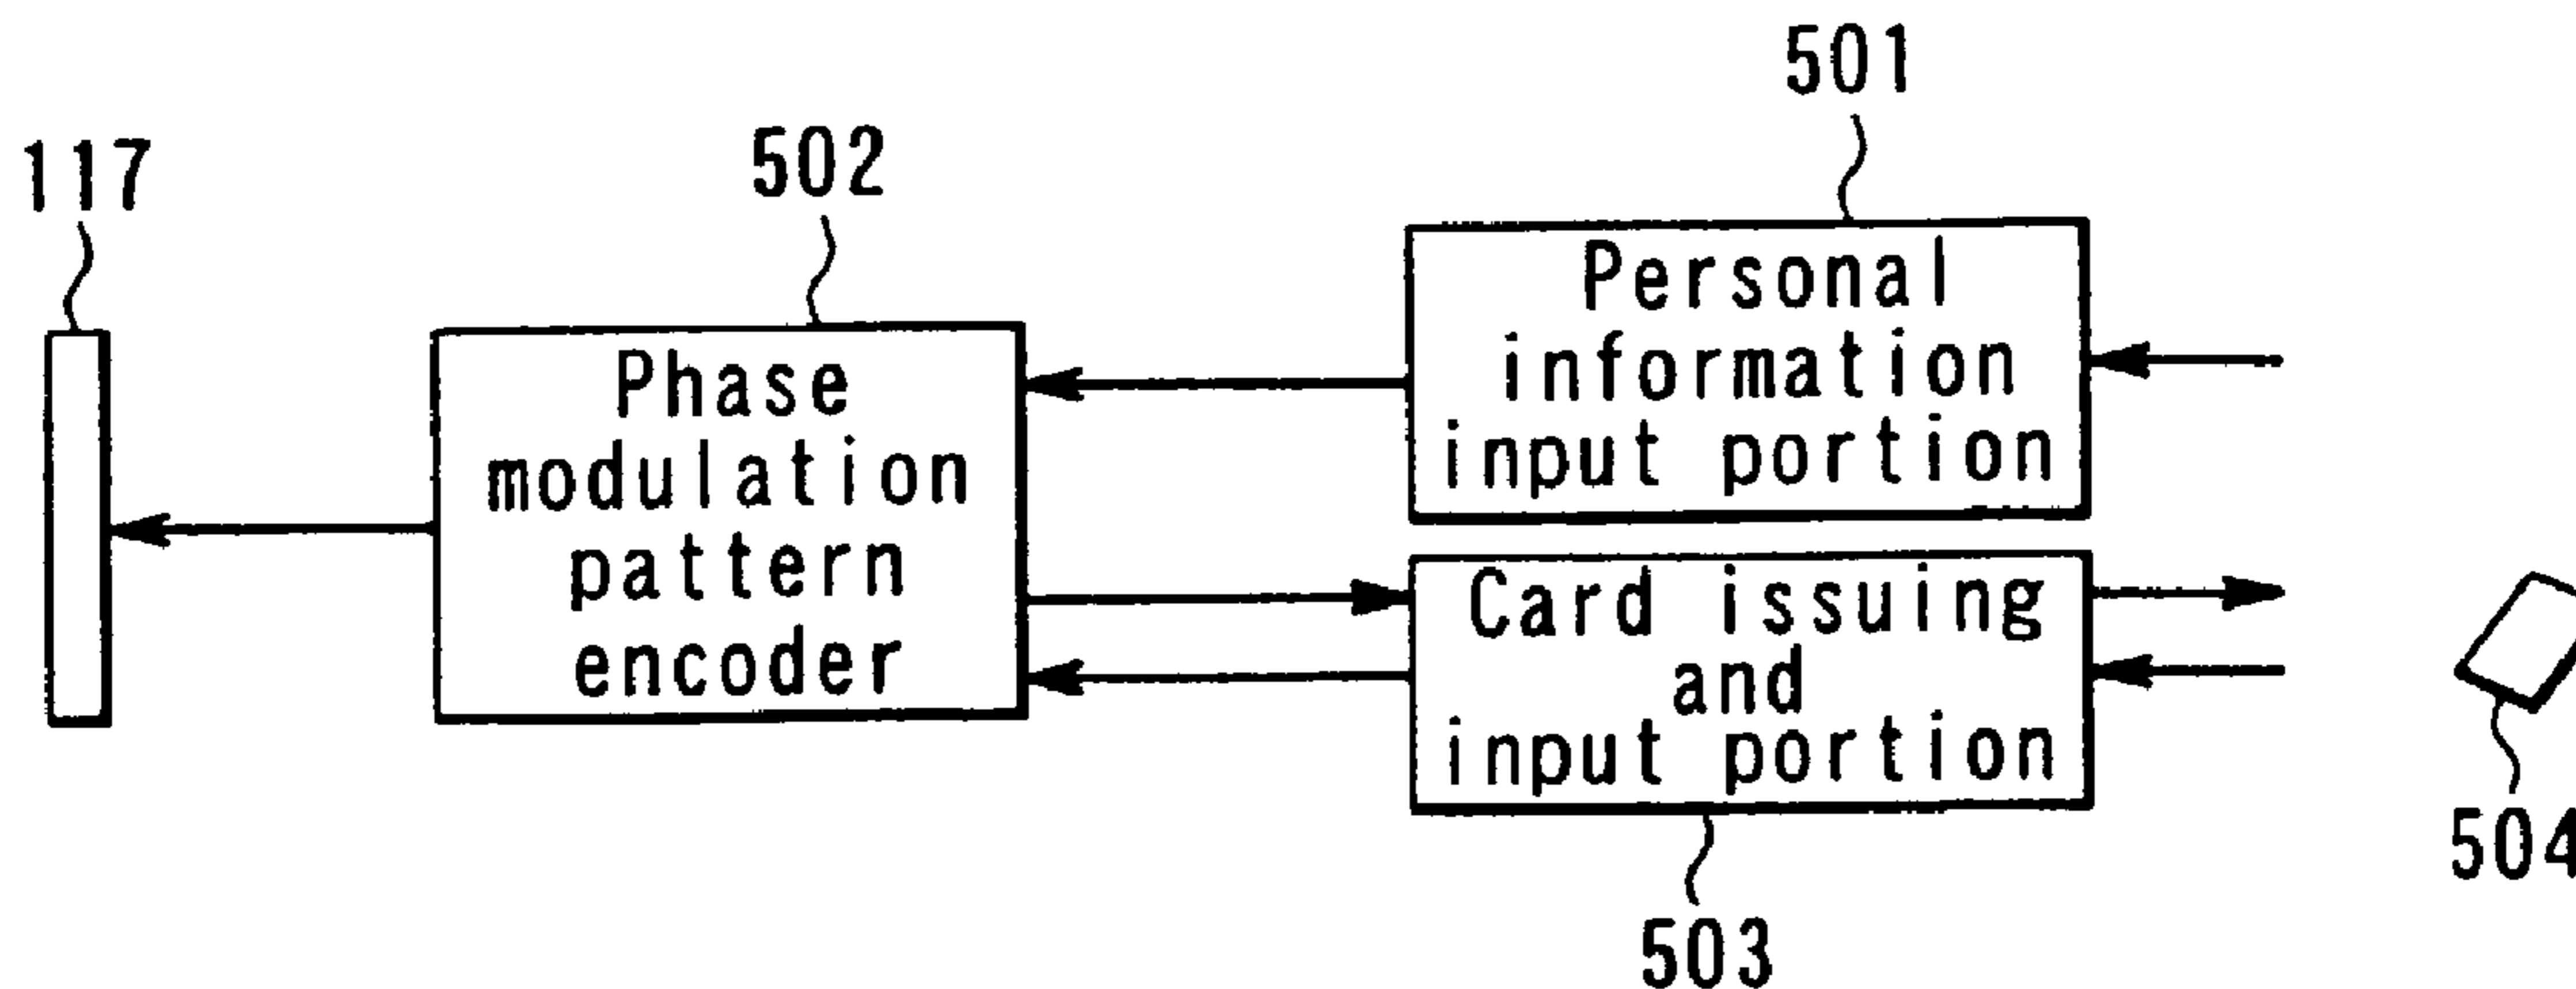 501
117
502
Personal
information
input portion
Phase
modulation
pattern
encoder
Card issuing
and
input portion
504
503